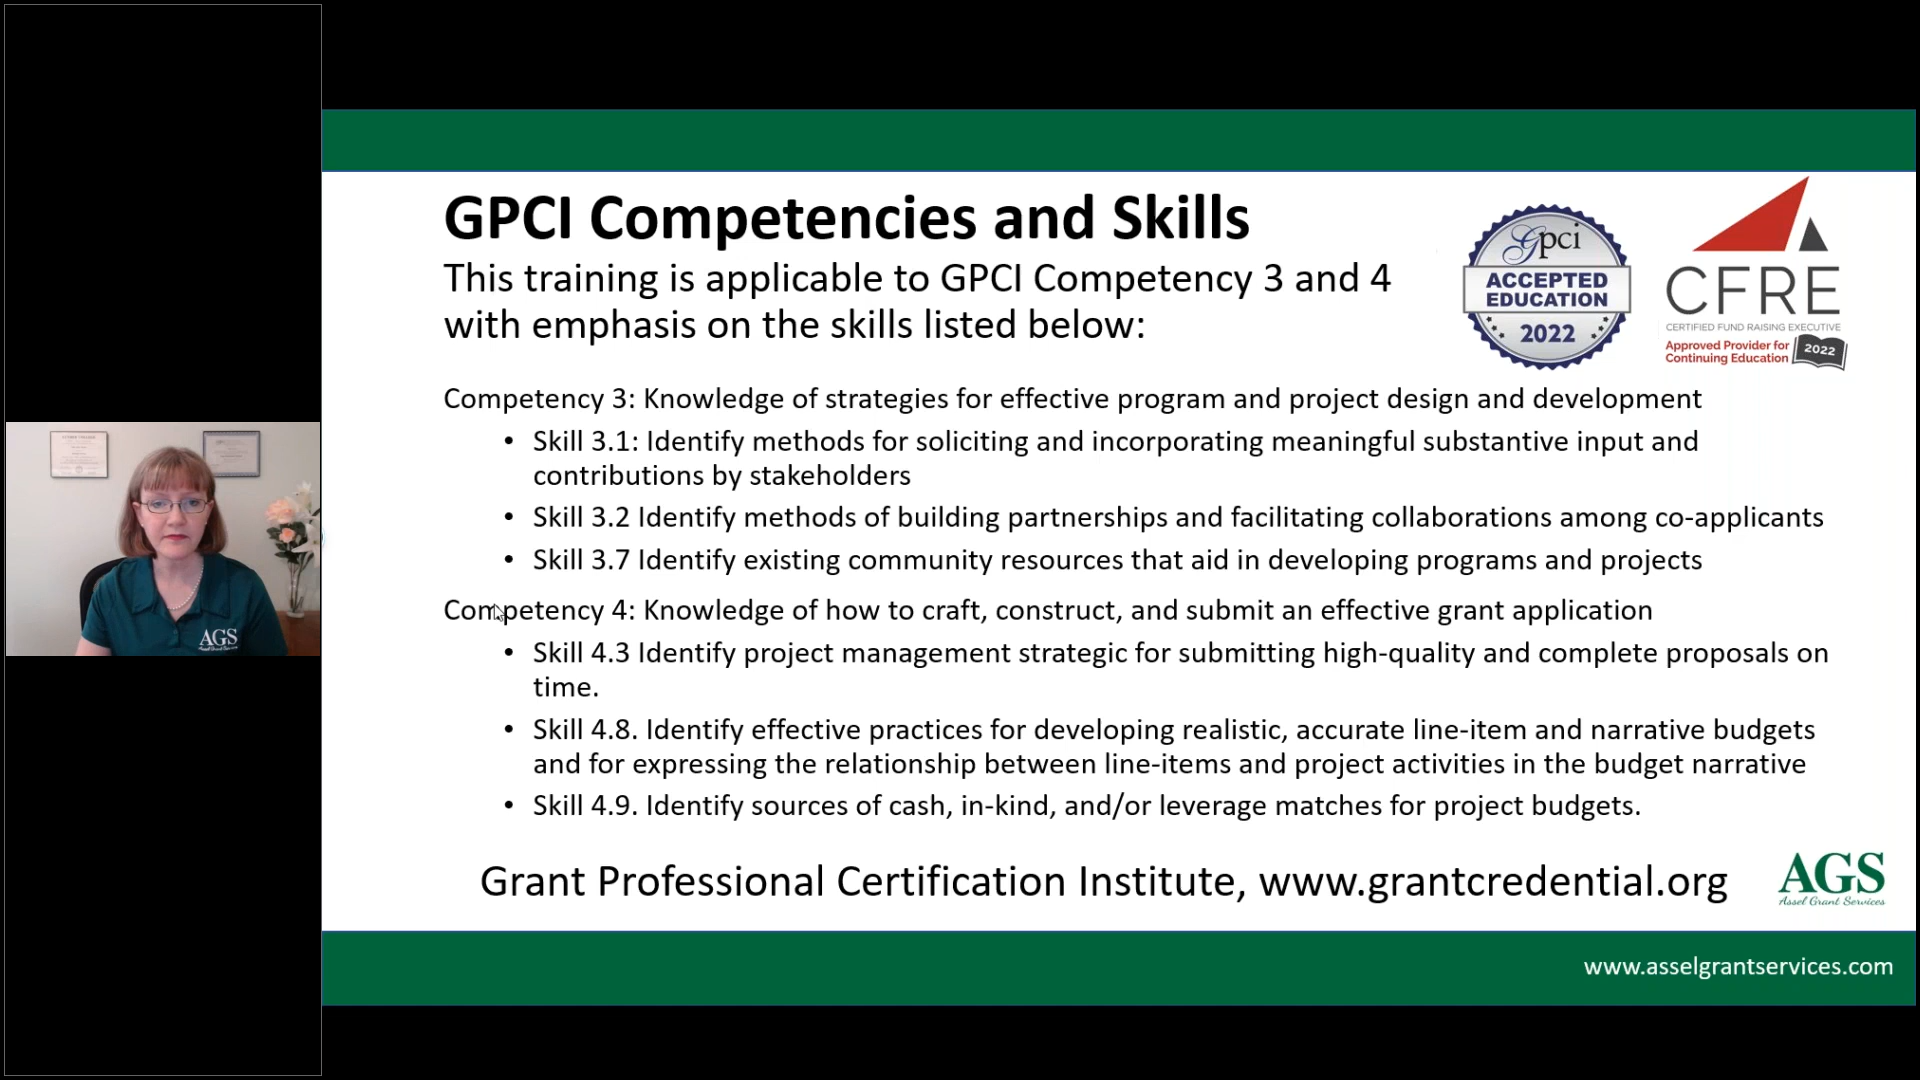 GPCI Competencies and Skills
This training is applicable to GPCI Competency 3 and 4
with emphasis on the skills listed below:
Gpci
ACCEPTED
EDUCATION
2022
CFRE
CERTIFIED FUND RAISING EXECUTIVE
Approved Provider for
Continuing Education
2022
Competency 3: Knowledge of strategies for effective program and project design and development
• Skill 3.1: Identify methods for soliciting and incorporating meaningful substantive input and
contributions by stakeholders
• Skill 3.2 Identify methods of building partnerships and facilitating collaborations among co-applicants
• Skill 3.7 Identify existing community resources that aid in developing programs and projects
Competency 4: Knowledge of how to craft, construct, and submit an effective grant application
• Skill 4.3 Identify project management strategic for submitting high-quality and complete proposals on
time.
• Skill 4.8. Identify effective practices for developing realistic, accurate line-item and narrative budgets
and for expressing the relationship between line-items and project activities in the budget narrative
• Skill 4.9. Identify sources of cash, in-kind, and/or leverage matches for project budgets.
Grant Professional Certification Institute, www.grantcredential.org
AGS
Assel Grant Services
www.asselgrantservices.com
AGS
Assel Grant Services